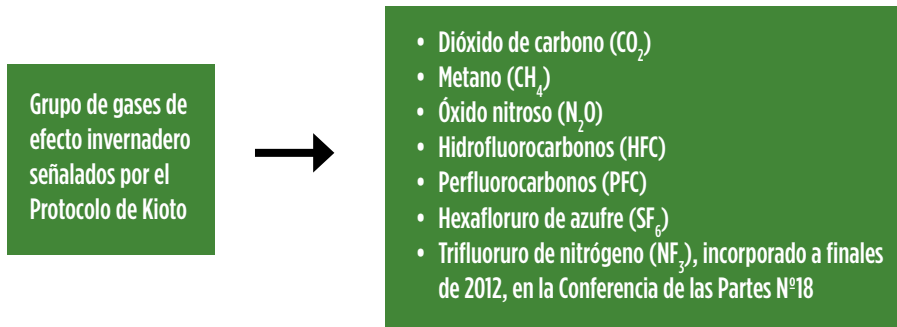 Grupo de gases de
efecto invernadero
señalados por el
Protocolo de Kioto
• Dióxido de carbono (CO₂)
• Metano (CH₄)
• Óxido nitroso (N₂O)
• Hidrofluorocarbonos (HFC)
• Perfluorocarbonos (PFC)
• Hexafloruro de azufre (SF₆)
• Trifluoruro de nitrógeno (NF₃), incorporado a finales
de 2012, en la Conferencia de las Partes Nº18